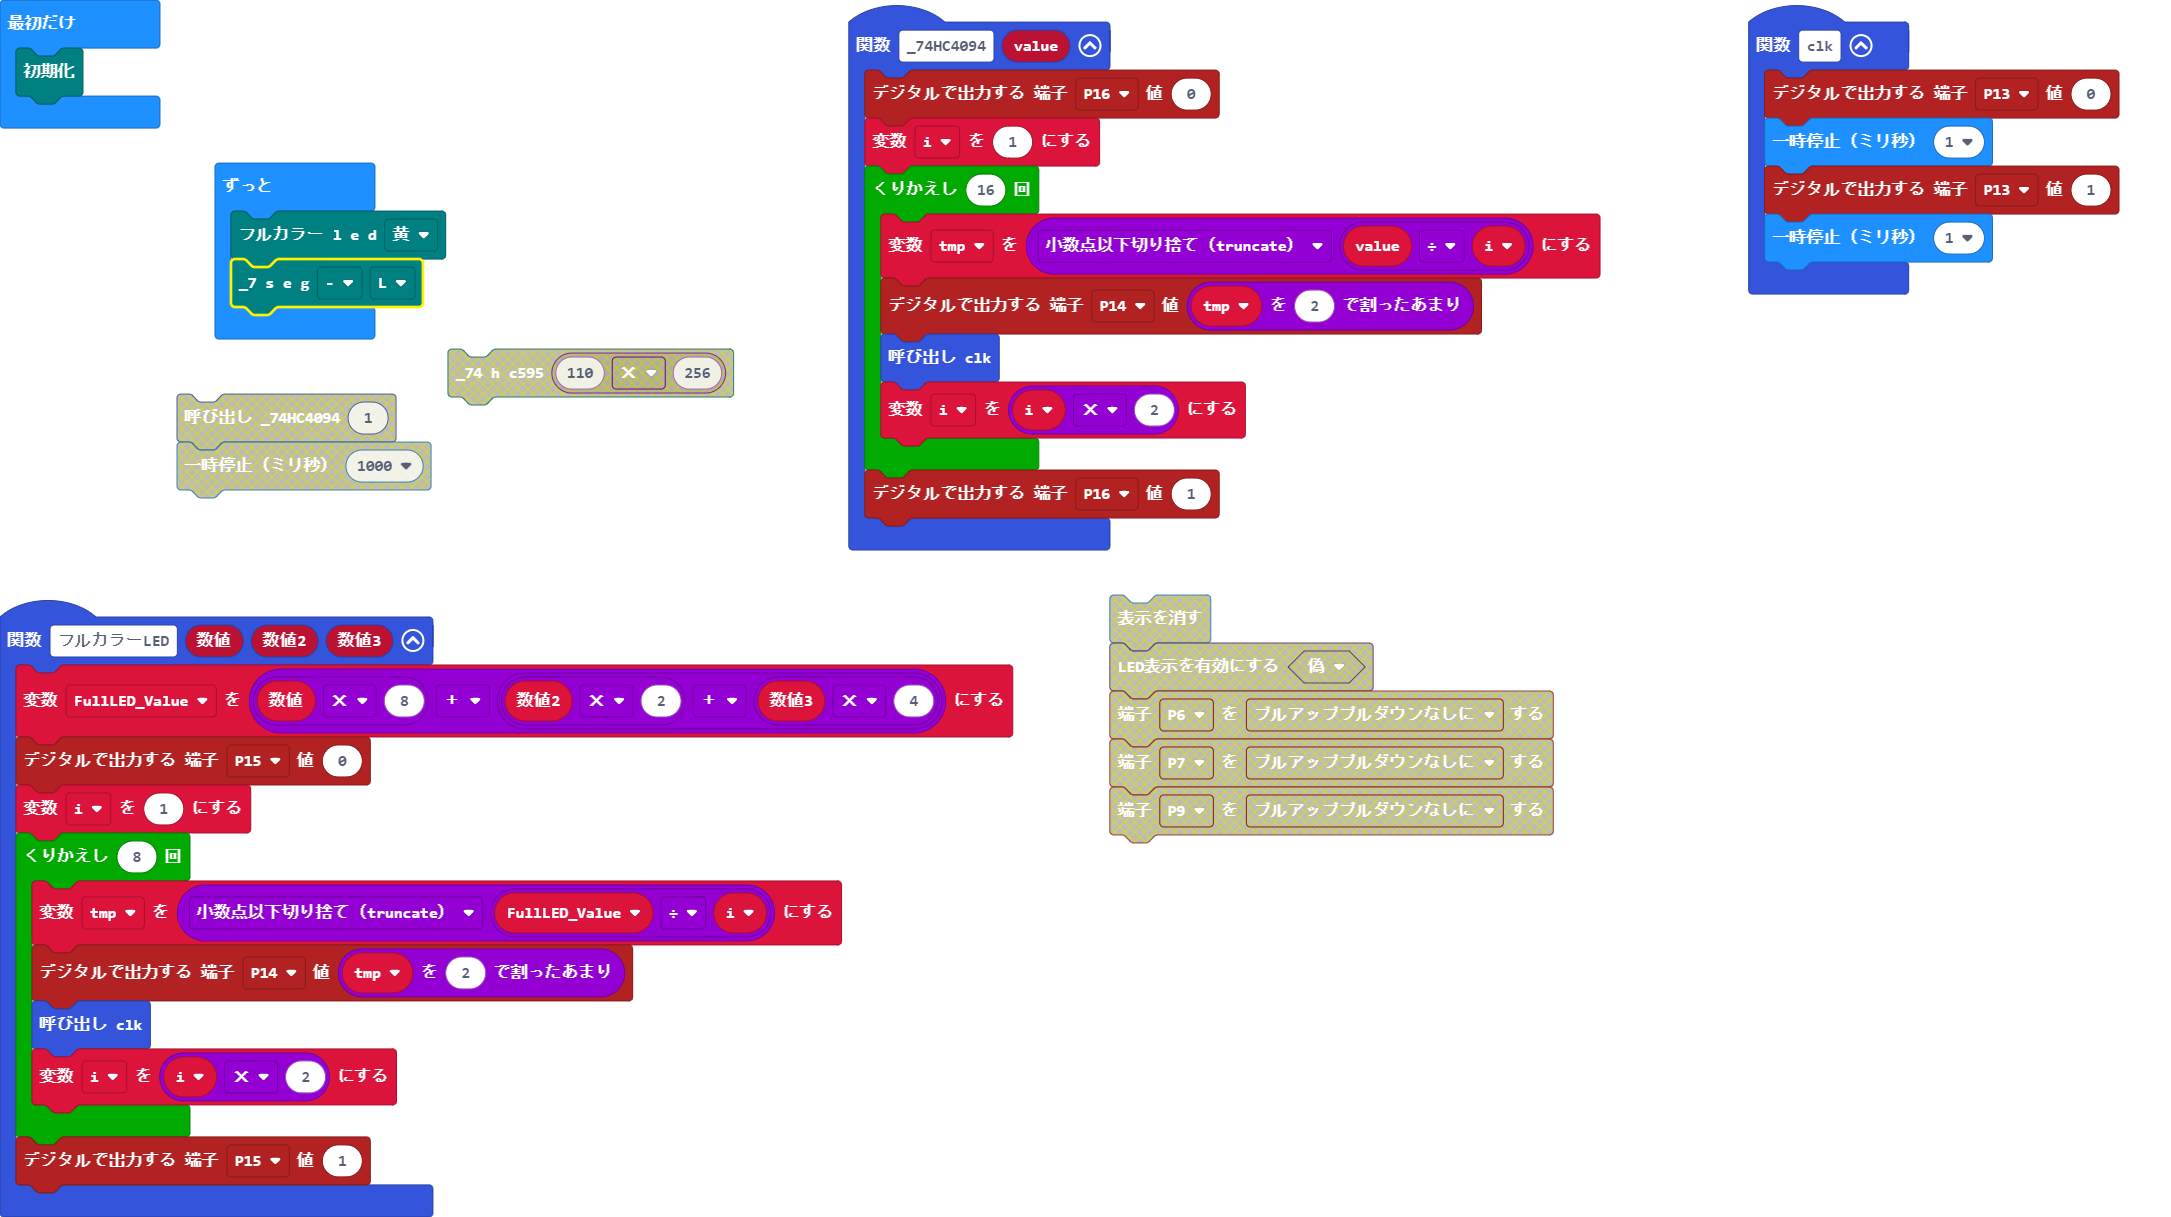 最初だけ
初期化
ずっと
フルカラー l e d 黄
_7 s e g - L
_74 h c595 110 × 256
呼び出し _74HC4094 1
一時停止（ミリ秒） 1000
関数 _74HC4094 value
デジタルで出力する 端子 P16 値 0
変数 i を 1 にする
くりかえし 16 回
変数 tmp を 小数点以下切り捨て（truncate） value ÷ i にする
デジタルで出力する 端子 P14 値 tmp を 2 で割ったあまり
呼び出し clk
変数 i を i × 2 にする
デジタルで出力する 端子 P16 値 1
関数 clk
デジタルで出力する 端子 P13 値 0
一時停止（ミリ秒） 1
デジタルで出力する 端子 P13 値 1
一時停止（ミリ秒） 1
関数 フルカラーLED 数値 数値2 数値3
変数 FullLED_Value を 数値 × 8 + 数値2 × 2 + 数値3 × 4 にする
デジタルで出力する 端子 P15 値 0
変数 i を 1 にする
くりかえし 8 回
変数 tmp を 小数点以下切り捨て（truncate） FullLED_Value ÷ i にする
デジタルで出力する 端子 P14 値 tmp を 2 で割ったあまり
呼び出し clk
変数 i を i × 2 にする
デジタルで出力する 端子 P15 値 1
表示を消す
LED表示を有効にする 偽
端子 P6 を プルアッププルダウンなしに する
端子 P7 を プルアッププルダウンなしに する
端子 P9 を プルアッププルダウンなしに する